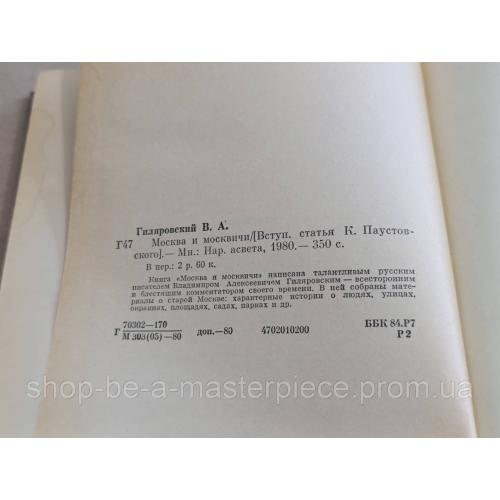 Гиляровский В. А.
Г47 Москва и москвичи/[Вступ. статья К. Паустов-
ского].— Мн.: Нар. асвета, 1980.— 350 с.
В пер.: 2 р. 60 к.
Книга «Москва и москвичи» написана талантливым русским
писателем Владимиром Алексеевичем Гиляровским — всесторонним
и блестящим комментатором своего времени. В ней собраны мате-
риалы о старой Москве: характерные истории о людях, улицах,
окраинах, площадях, садах, парках и др.
Г 70302—170
М 303(05)—80 доп.—80 4702010200
ББК 84.Р7
Р2
shop-be-a-masterpiece.prom.ua